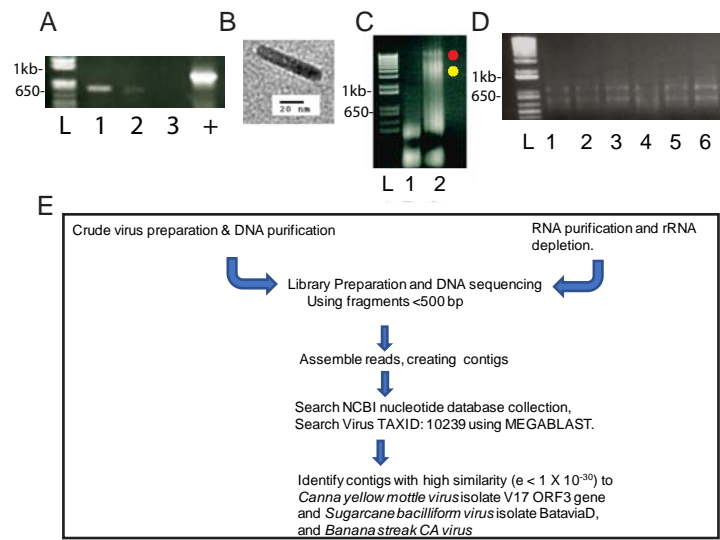 A
B
C
D
1kb-
650-
L 1 2 3 +
20 nm
1kb-
650-
L 1 2
1kb-
650-
L 1 2 3 4 5 6
E
Crude virus preparation & DNA purification
RNA purification and rRNA
depletion.
Library Preparation and DNA sequencing
Using fragments <500 bp
Assemble reads, creating contigs
Search NCBI nucleotide database collection,
Search Virus TAXID: 10239 using MEGABLAST.
Identify contigs with high similarity (e < 1 X 10⁻³⁰) to
Canna yellow mottle virus isolate V17 ORF3 gene
and Sugarcane bacilliform virus isolate BataviaD,
and Banana streak CA virus